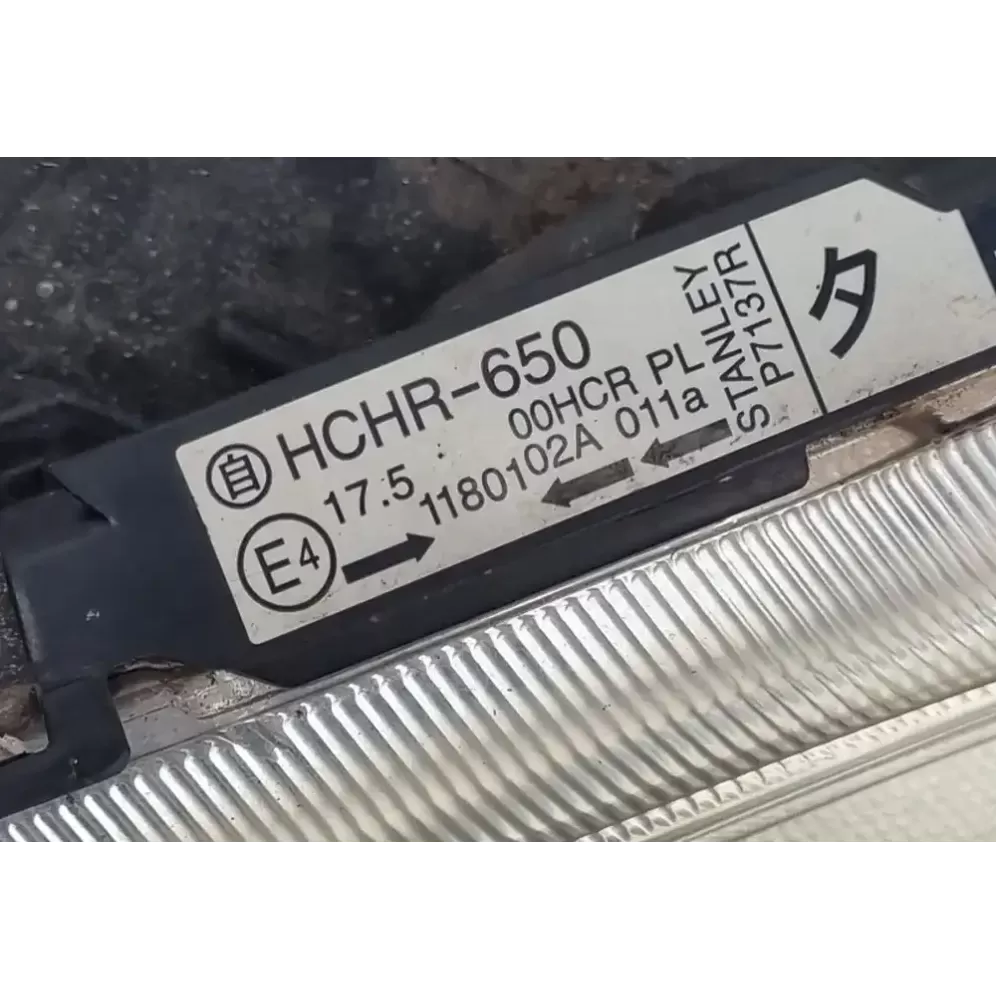 自 HCHR-650
00HCR PL
17.5
1180102A 011a
E4
STANLEY
P7137R
タ